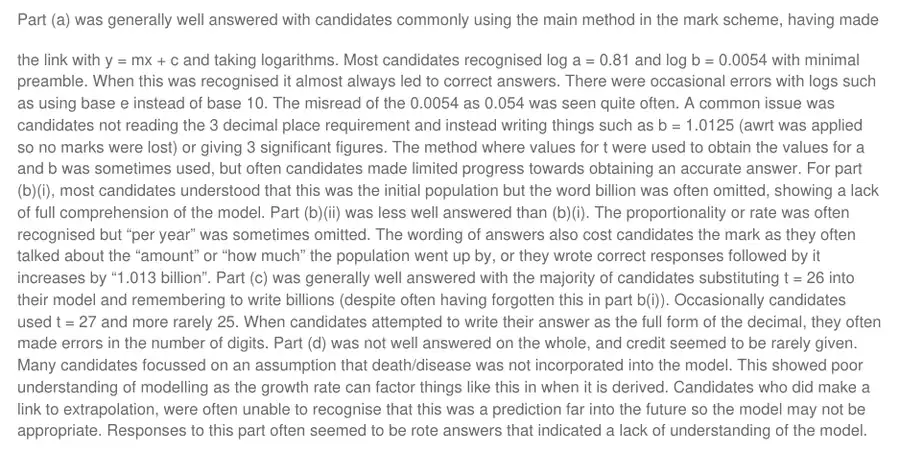 Part (a) was generally well answered with candidates commonly using the main method in the mark scheme, having made
the link with y = mx + c and taking logarithms. Most candidates recognised log a = 0.81 and log b = 0.0054 with minimal
preamble. When this was recognised it almost always led to correct answers. There were occasional errors with logs such
as using base e instead of base 10. The misread of the 0.0054 as 0.054 was seen quite often. A common issue was
candidates not reading the 3 decimal place requirement and instead writing things such as b = 1.0125 (awrt was applied
so no marks were lost) or giving 3 significant figures. The method where values for t were used to obtain the values for a
and b was sometimes used, but often candidates made limited progress towards obtaining an accurate answer. For part
(b)(i), most candidates understood that this was the initial population but the word billion was often omitted, showing a lack
of full comprehension of the model. Part (b)(ii) was less well answered than (b)(i). The proportionality or rate was often
recognised but “per year” was sometimes omitted. The wording of answers also cost candidates the mark as they often
talked about the “amount” or “how much” the population went up by, or they wrote correct responses followed by it
increases by “1.013 billion”. Part (c) was generally well answered with the majority of candidates substituting t = 26 into
their model and remembering to write billions (despite often having forgotten this in part b(i)). Occasionally candidates
used t = 27 and more rarely 25. When candidates attempted to write their answer as the full form of the decimal, they often
made errors in the number of digits. Part (d) was not well answered on the whole, and credit seemed to be rarely given.
Many candidates focussed on an assumption that death/disease was not incorporated into the model. This showed poor
understanding of modelling as the growth rate can factor things like this in when it is derived. Candidates who did make a
link to extrapolation, were often unable to recognise that this was a prediction far into the future so the model may not be
appropriate. Responses to this part often seemed to be rote answers that indicated a lack of understanding of the model.